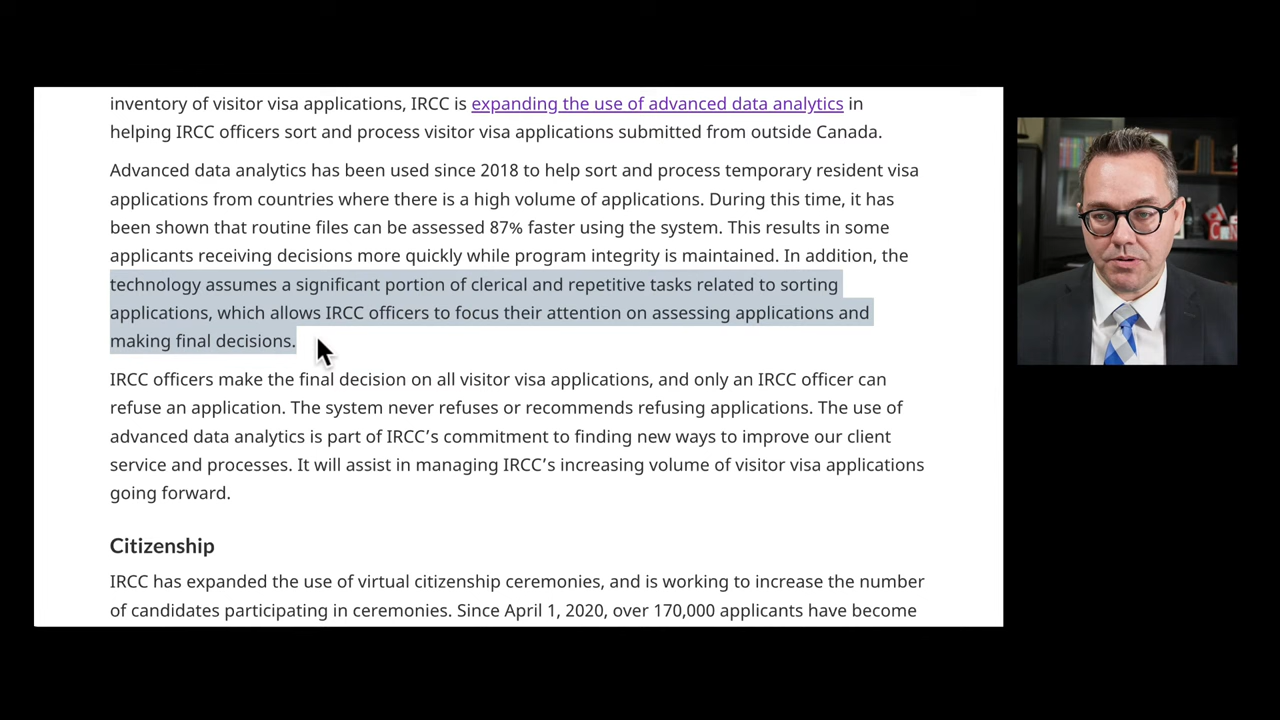 inventory of visitor visa applications, IRCC is expanding the use of advanced data analytics in
helping IRCC officers sort and process visitor visa applications submitted from outside Canada.
Advanced data analytics has been used since 2018 to help sort and process temporary resident visa
applications from countries where there is a high volume of applications. During this time, it has
been shown that routine files can be assessed 87% faster using the system. This results in some
applicants receiving decisions more quickly while program integrity is maintained. In addition, the
technology assumes a significant portion of clerical and repetitive tasks related to sorting
applications, which allows IRCC officers to focus their attention on assessing applications and
making final decisions.
IRCC officers make the final decision on all visitor visa applications, and only an IRCC officer can
refuse an application. The system never refuses or recommends refusing applications. The use of
advanced data analytics is part of IRCC’s commitment to finding new ways to improve our client
service and processes. It will assist in managing IRCC’s increasing volume of visitor visa applications
going forward.
Citizenship
IRCC has expanded the use of virtual citizenship ceremonies, and is working to increase the number
of candidates participating in ceremonies. Since April 1, 2020, over 170,000 applicants have become